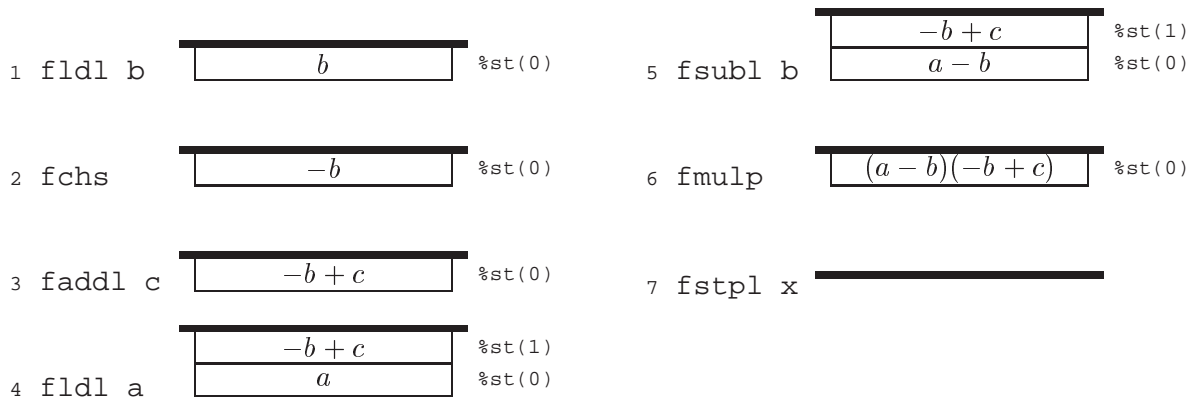 1 fldl b
b
%st(0)
2 fchs
−b
%st(0)
3 faddl c
−b + c
%st(0)
−b + c
%st(1)
4 fldl a
a
%st(0)
−b + c
%st(1)
5 fsubl b
a − b
%st(0)
6 fmulp
(a − b)(−b + c)
%st(0)
7 fstpl x